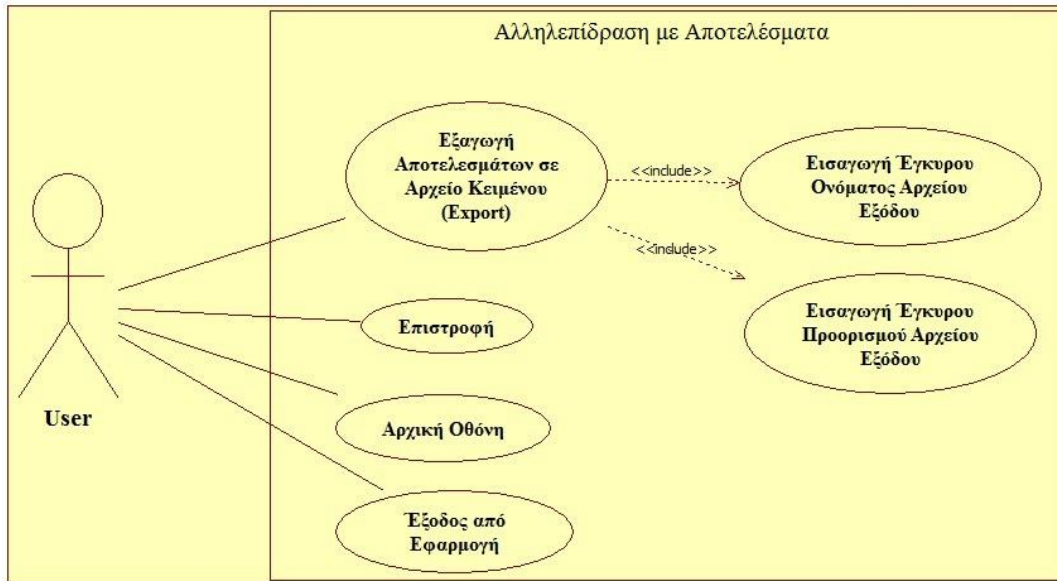 Αλληλεπίδραση με Αποτελέσματα
Εξαγωγή
Αποτελεσμάτων σε
Αρχείο Κειμένου
(Export)
<<include>>
Εισαγωγή Έγκυρου
Ονόματος Αρχείου
Εξόδου
<<include>>
Εισαγωγή Έγκυρου
Προορισμού Αρχείου
Εξόδου
Επιστροφή
User
Αρχική Οθόνη
Έξοδος από
Εφαρμογή